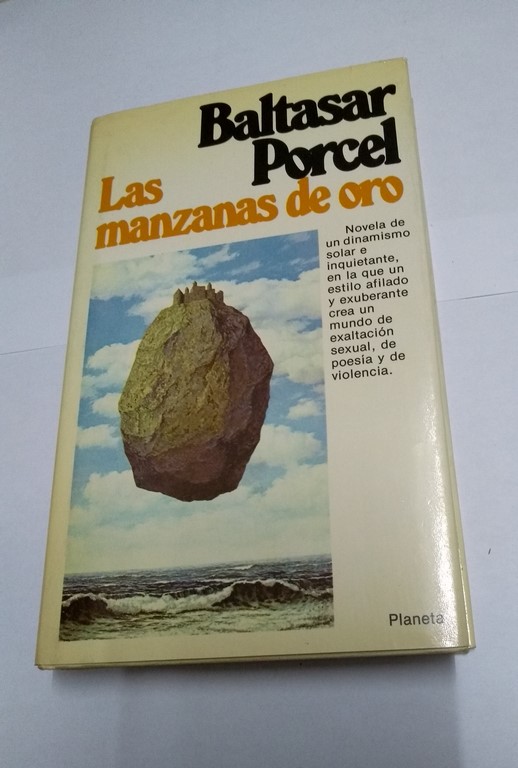 Baltasar
Porcel
Las
manzanas de oro
Novela de
un dinamismo
solar e
inquietante,
en la que un
estilo afilado
y exuberante
crea un
mundo de
exaltación
sexual, de
poesía y de
violencia.
Planeta